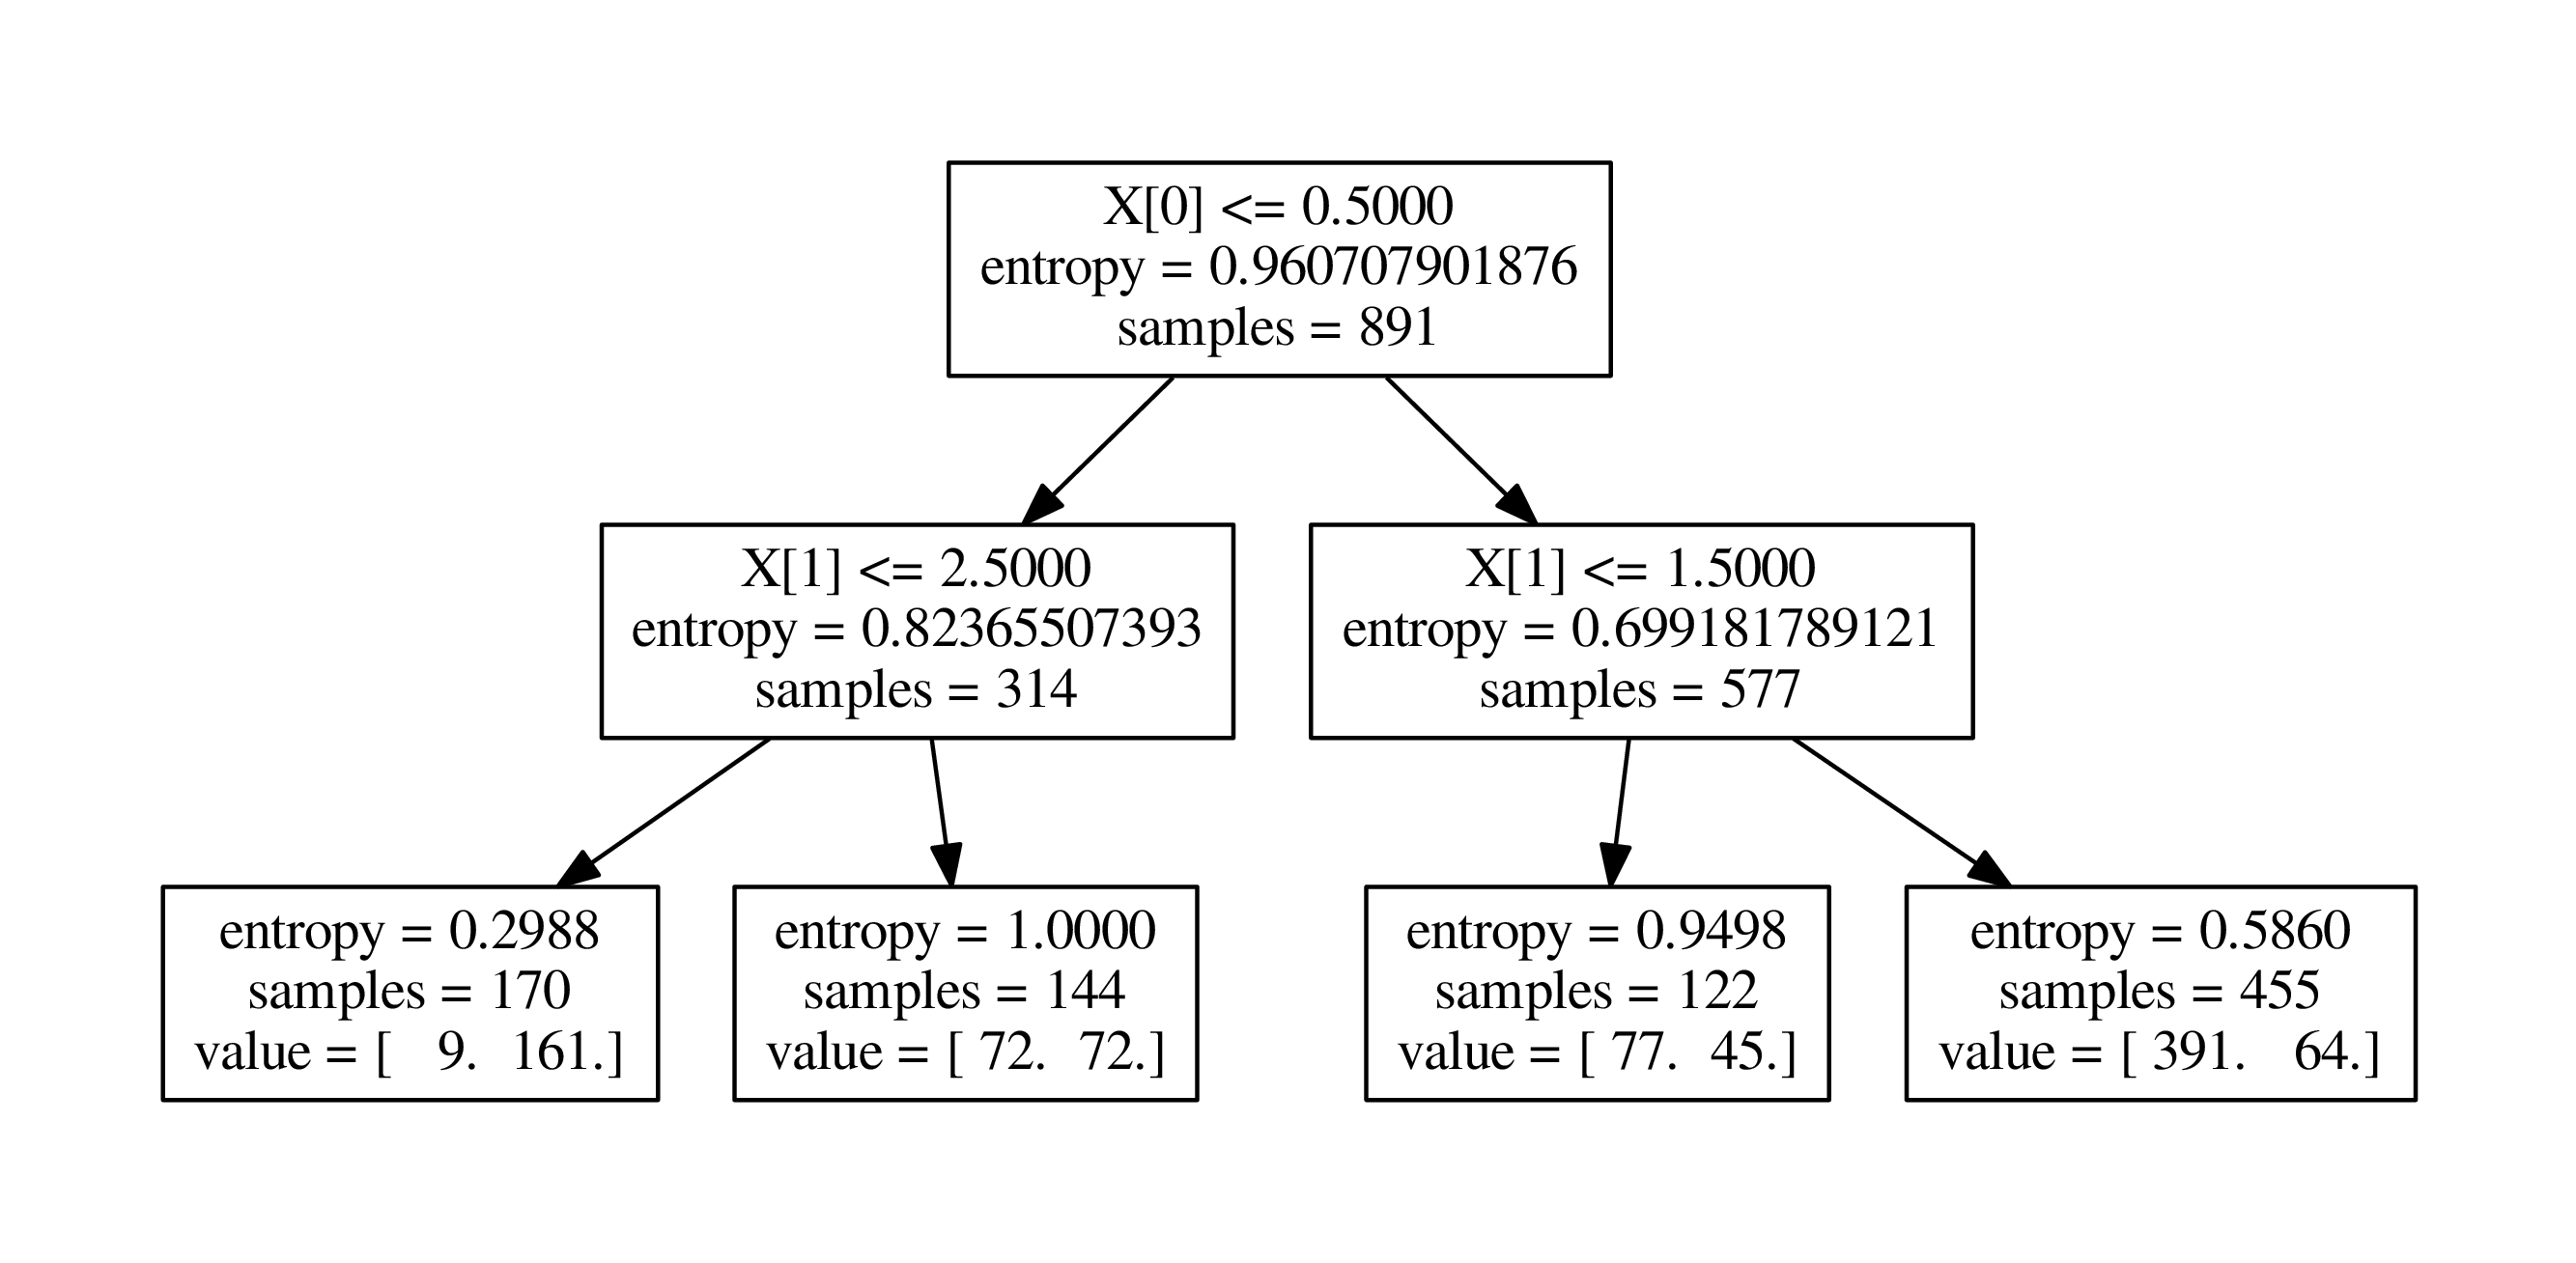 X[0] <= 0.5000
entropy = 0.960707901876
samples = 891
X[1] <= 2.5000
entropy = 0.82365507393
samples = 314
X[1] <= 1.5000
entropy = 0.699181789121
samples = 577
entropy = 0.2988
samples = 170
value = [   9.  161.]
entropy = 1.0000
samples = 144
value = [ 72.  72.]
entropy = 0.9498
samples = 122
value = [ 77.  45.]
entropy = 0.5860
samples = 455
value = [ 391.   64.]